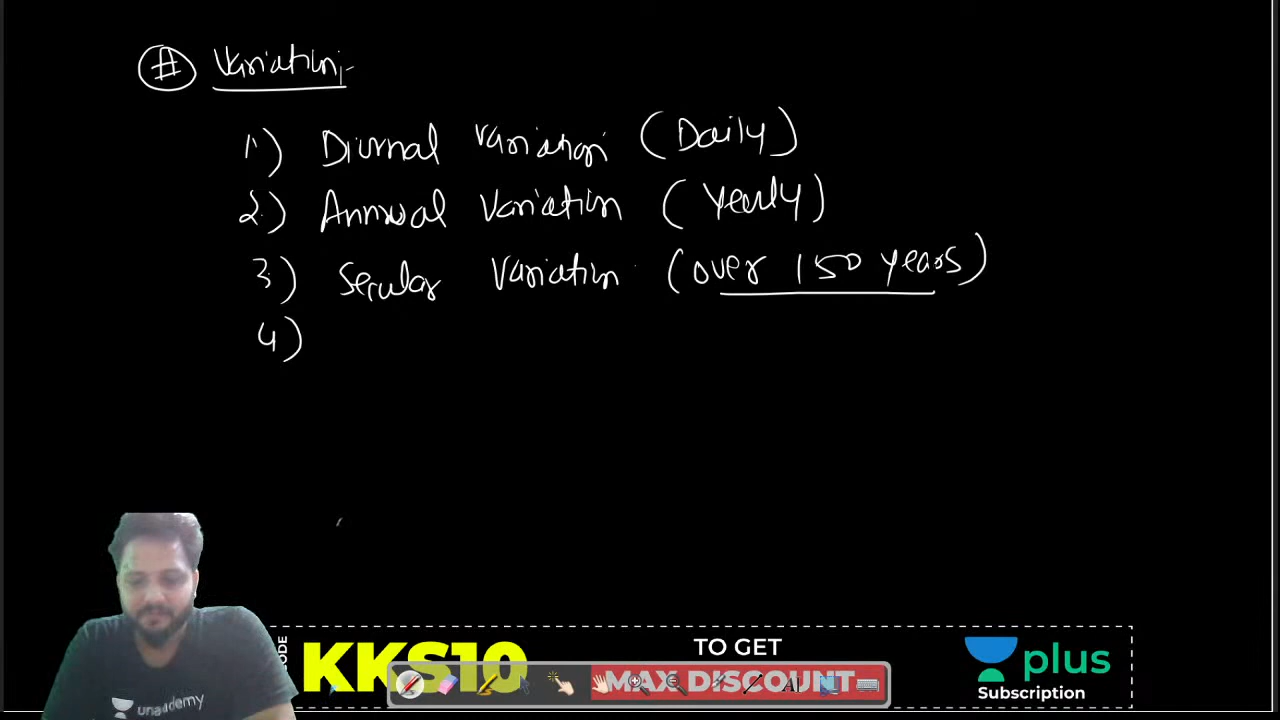 # Variation:-
1) Diurnal Variation (Daily)
2.) Annual Variation (Yearly)
3.) Secular Variation (over 150 years)
4)
CODE
KKS10
TO GET
MAX DISCOUNT
plus
Subscription
unacademy